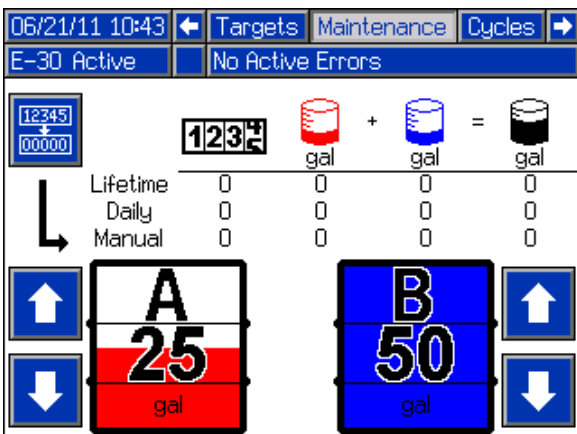 06/21/11 10:43 Targets Maintenance Cycles
E-30 Active No Active Errors
12345
00000
123
+ =
gal gal gal
Lifetime 0 0 0 0
Daily 0 0 0 0
Manual 0 0 0 0
A B
25 50
gal gal